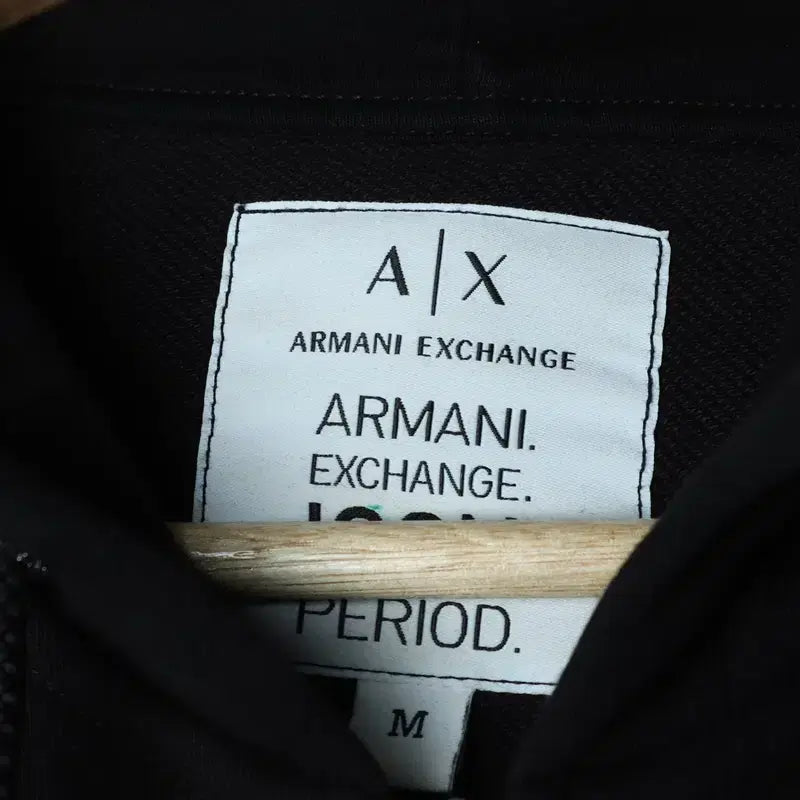 A|X
ARMANI EXCHANGE
ARMANI.
EXCHANGE.
PERIOD.
M